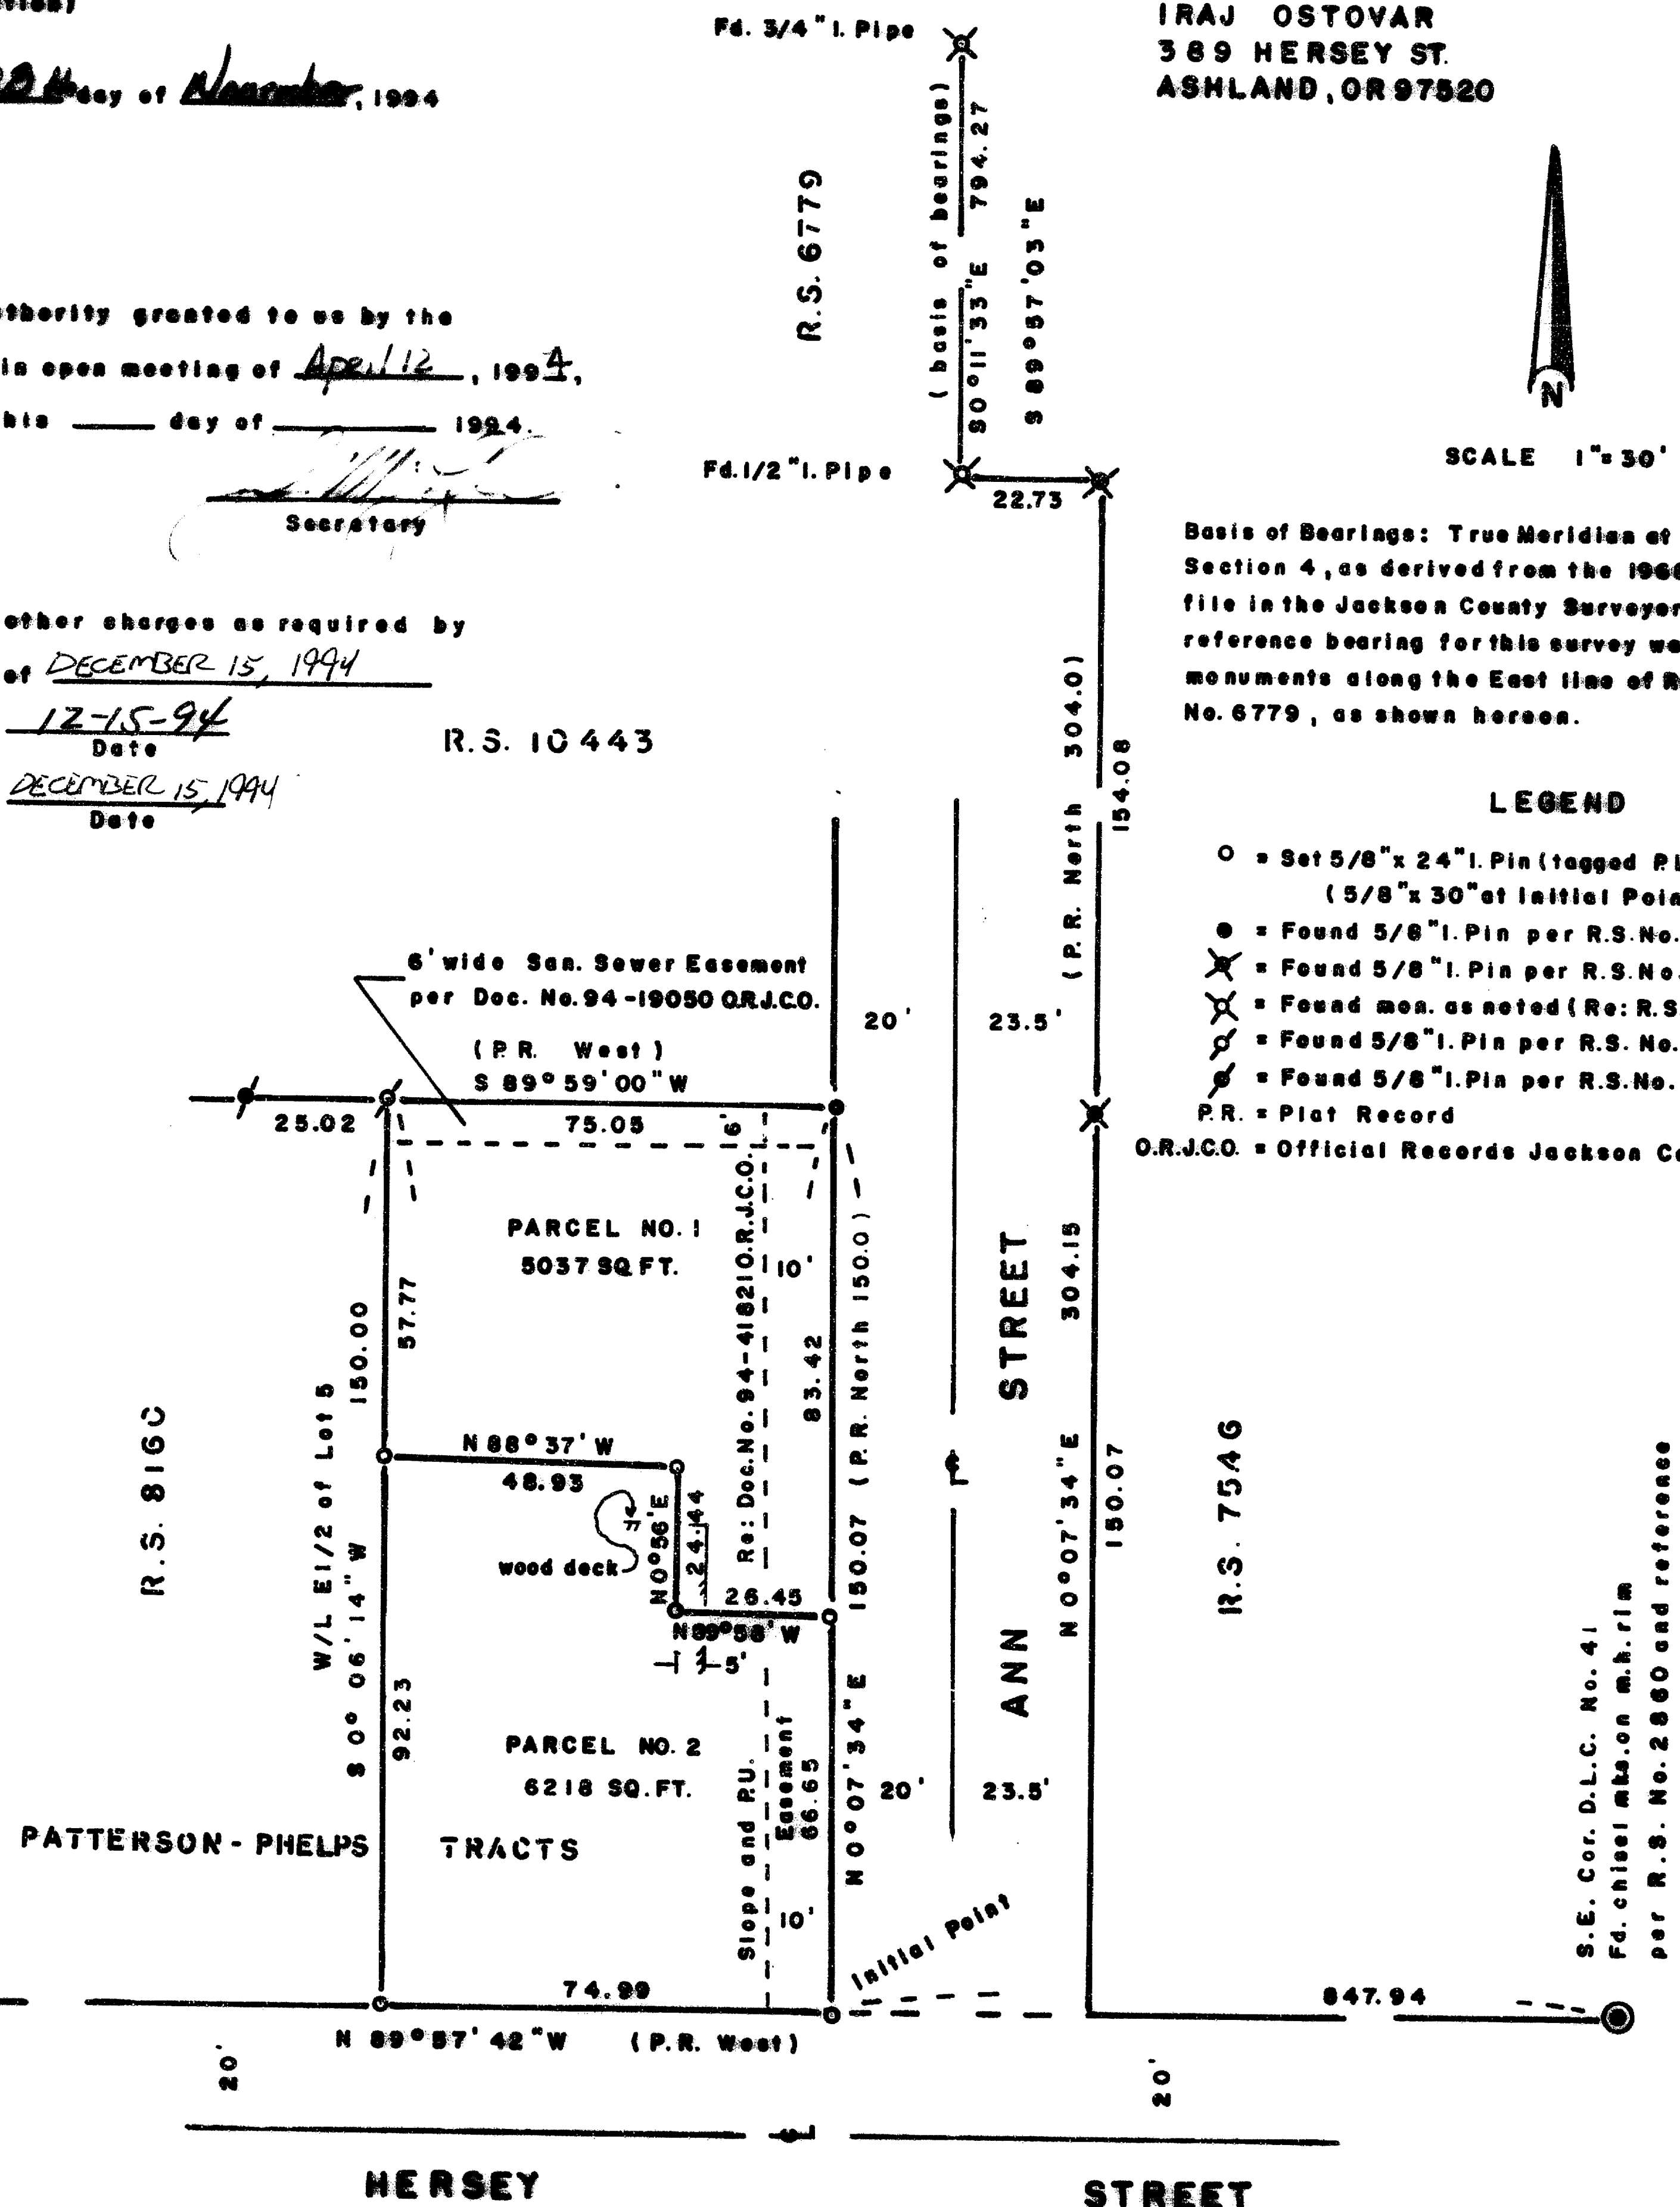 day of November, 1994
thority granted to us by the
in open meeting of April 12, 1994,
his ___ day of ______ 1994.
Secretary
other charges as required by
of DECEMBER 15, 1994
12-15-94
Date
DECEMBER 15, 1994
Date
IRAJ OSTOVAR
389 HERSEY ST.
ASHLAND, OR 97520
Fd. 3/4" I. Pipe
R.S. 6779
(basis of bearings)
S 0° 11' 33" E 794.27
S 89° 57' 03" E
Fd. 1/2" I. Pipe
22.73
N
SCALE 1"= 30'
Basis of Bearings: True Meridian at
Section 4, as derived from the 196
file in the Jackson County Surveyor
reference bearing for this survey w
monuments along the East line of R
No. 6779, as shown hereon.
R.S. 10443
(P.R. North 304.0)
154.08
LEGEND
= Set 5/8" x 24" I. Pin (tagged P.L
(5/8" x 30" at Initial Poin
= Found 5/8" I. Pin per R.S. No.
= Found 5/8" I. Pin per R.S. No.
= Found mon. as noted (Re: R.S
= Found 5/8" I. Pin per R.S. No.
= Found 5/8" I. Pin per R.S. No.
P.R. = Plat Record
O.R.J.C.O. = Official Records Jackson Co
6' wide San. Sewer Easement
per Doc. No. 94-19050 O.R.J.C.O.
20' 23.5'
(P.R. West)
S 89° 59' 00" W
25.02 75.05
6'
PARCEL NO. 1
5037 SQ. FT.
10'
150.00
57.77
Re: Doc. No. 94-41821 O.R.J.C.O.
83.42
150.07 (P.R. North 150.0)
ANN STREET
304.15
N 0° 07' 34" E
150.07
R.S. 8160
W/L E1/2 of Lot 5
S 0° 06' 14" W
92.23
N 88° 37' W
48.93
wood deck
N 0° 56' E
24.44
26.45
N 89° 58' W
5'
R.S. 7546
PARCEL NO. 2
6218 SQ. FT.
Slope and P.U.
Easement
66.65
N 0° 07' 34" E
20' 23.5'
10'
PATTERSON - PHELPS TRACTS
Initial Point
S.E. Cor. D.L.C. No. 41
Fd. chisel mks. on m.h. rim
per R.S. No. 2860 and reference
74.99
N 89° 57' 42" W (P.R. West)
847.94
20' 20'
HERSEY STREET